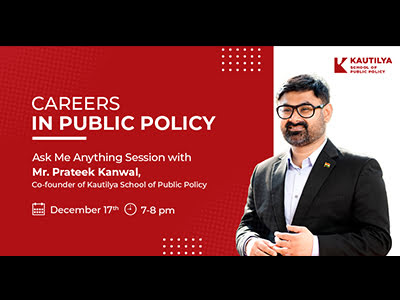 KAUTILYA
SCHOOL OF
PUBLIC POLICY
CAREERS
IN PUBLIC POLICY
Ask Me Anything Session with
Mr. Prateek Kanwal,
Co-founder of Kautilya School of Public Policy
December 17th 7-8 pm